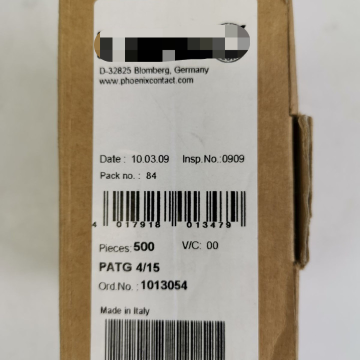 D-32825 Blomberg, Germany
www.phoenixcontact.com
Date : 10.03.09 Insp.No.:0909
Pack no. : 84
4 017918 013479
Pieces: 500 V/C: 00
PATG 4/15
Ord.No. : 1013054
Made in Italy